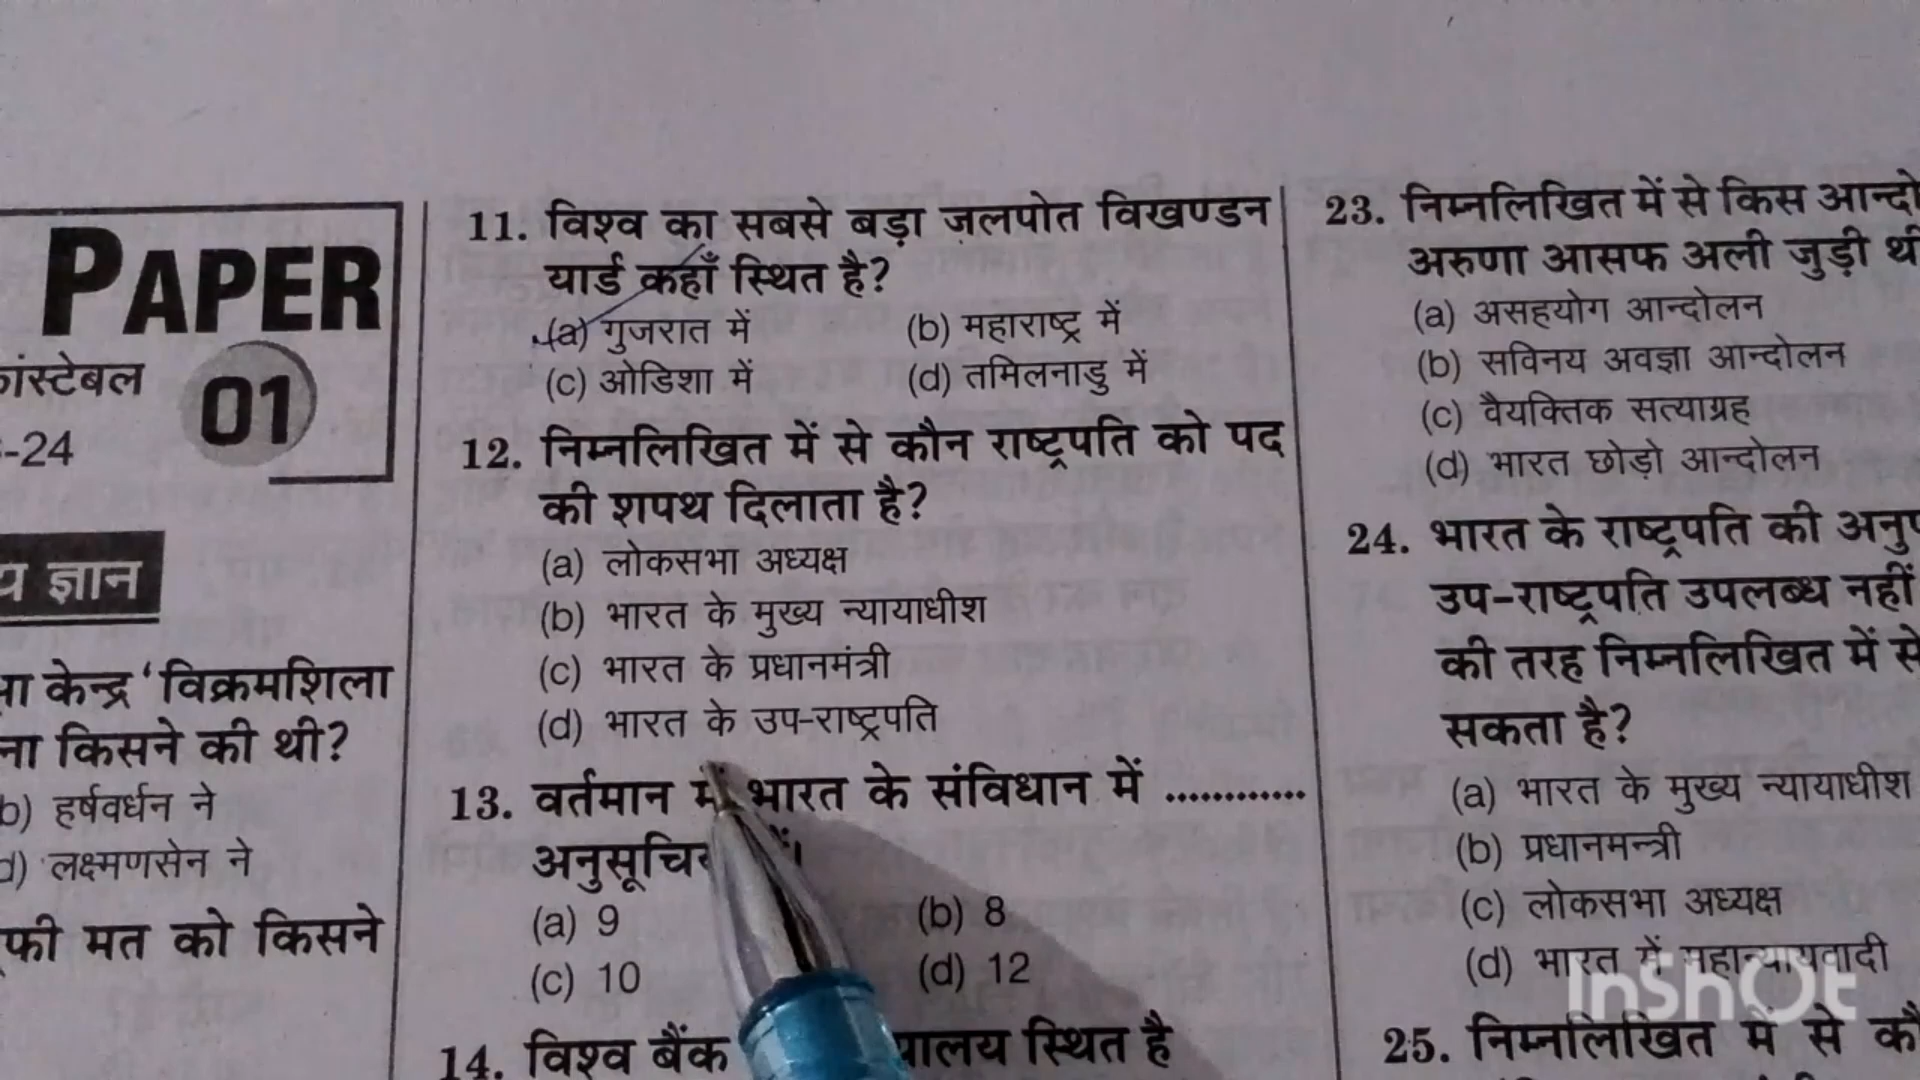 PAPER
01
कांस्टेबल
-24
य ज्ञान
केन्द्र 'विक्रमशिला
ना किसने की थी?
b) हर्षवर्धन ने
d) लक्ष्मणसेन ने
मत को किसने
11. विश्व का सबसे बड़ा जलपोत विखण्डन
यार्ड कहाँ स्थित है?
(a) गुजरात में (b) महाराष्ट्र में
(c) ओडिशा में (d) तमिलनाडु में
12. निम्नलिखित में से कौन राष्ट्रपति को पद
की शपथ दिलाता है?
(a) लोकसभा अध्यक्ष
(b) भारत के मुख्य न्यायाधीश
(c) भारत के प्रधानमंत्री
(d) भारत के उप-राष्ट्रपति
13. वर्तमान में भारत के संविधान में ............
(a) 9 (b) 8
(c) 10 (d) 12
14. विश्व बैंक स्थित है
23. निम्नलिखित में से किस आन्दो
अरुणा आसफ अली जुड़ी थी
(a) असहयोग आन्दोलन
(b) सविनय अवज्ञा आन्दोलन
(c) वैयक्तिक सत्याग्रह
(d) भारत छोड़ो आन्दोलन
24. भारत के राष्ट्रपति की अनुप
उप-राष्ट्रपति उपलब्ध नहीं
की तरह निम्नलिखित में से
सकता है?
(a) भारत के मुख्य न्यायाधीश
(b) प्रधानमन्त्री
(c) लोकसभा अध्यक्ष
(d) भारत में महान्यायवादी
25. निम्नलिखित में से कौ
InShOt